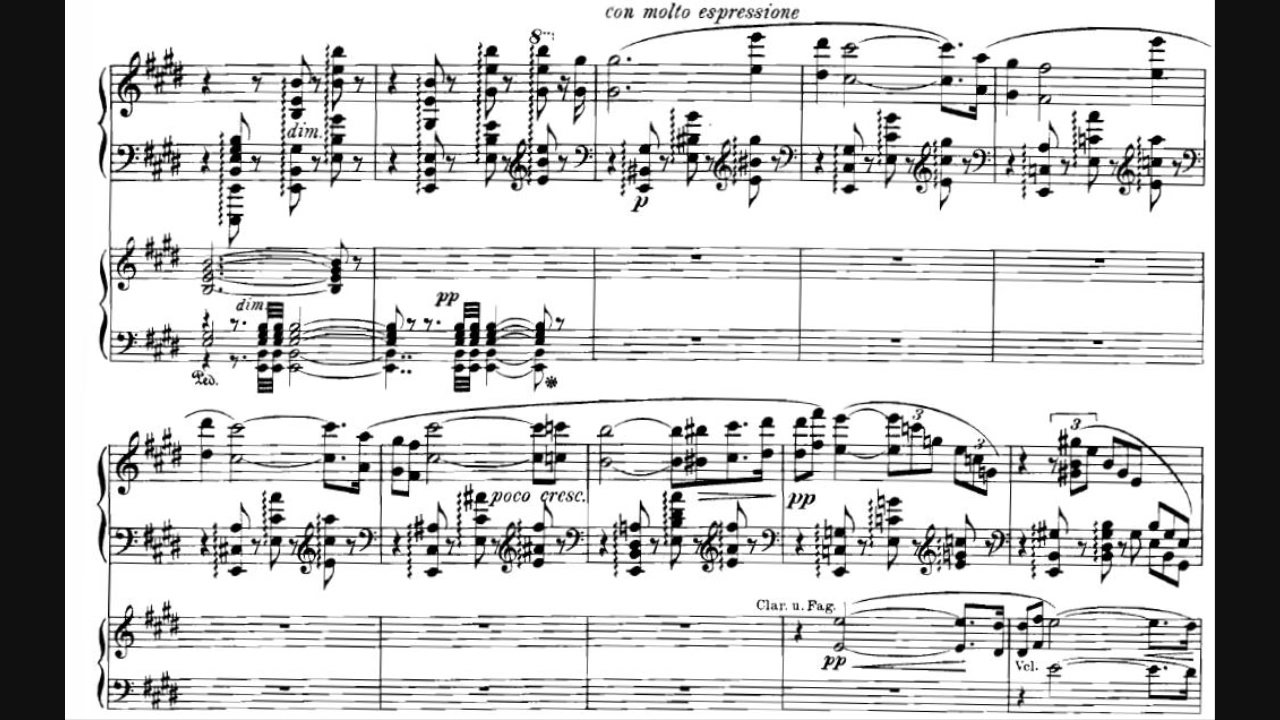 con molto espressione
8
dim.
p
dim.
pp
Ped.
3
3
3
poco cresc.
pp
Clar. u. Fag.
pp
Vcl.